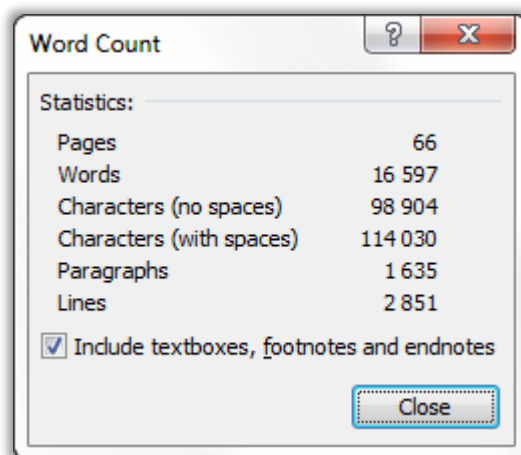 Word Count
Statistics:
Pages 66
Words 16 597
Characters (no spaces) 98 904
Characters (with spaces) 114 030
Paragraphs 1 635
Lines 2 851
Include textboxes, footnotes and endnotes
Close